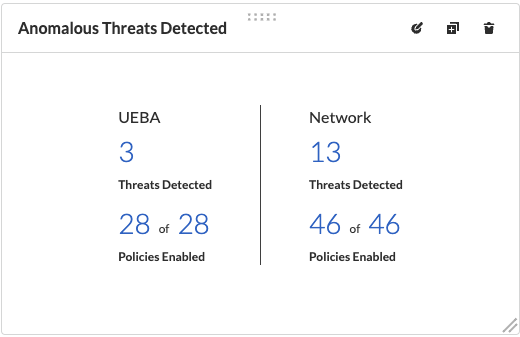 Anomalous Threats Detected
UEBA
3
Threats Detected
28 of 28
Policies Enabled
Network
13
Threats Detected
46 of 46
Policies Enabled